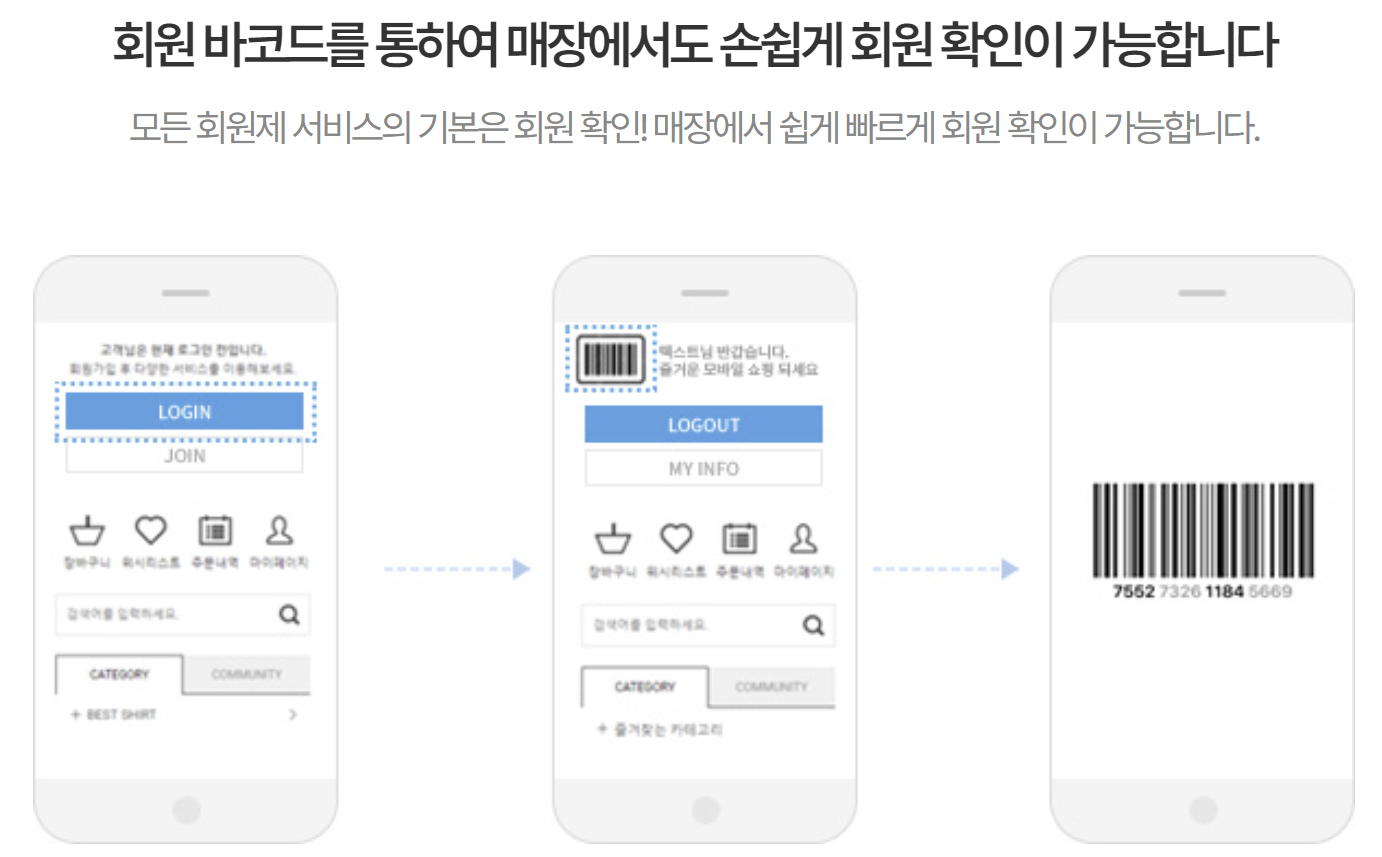 회원 바코드를 통하여 매장에서도 손쉽게 회원 확인이 가능합니다
모든 회원제 서비스의 기본은 회원 확인! 매장에서 쉽게 빠르게 회원 확인이 가능합니다.
고객님은 현재 로그인 전입니다.
회원가입 후 다양한 서비스를 이용해보세요.
LOGIN
JOIN
장바구니 위시리스트 주문내역 마이페이지
검색어를 입력하세요.
CATEGORY COMMUNITY
+ BEST SHIRT
텍스트님 반갑습니다.
즐거운 모바일 쇼핑 되세요
LOGOUT
MY INFO
장바구니 위시리스트 주문내역 마이페이지
검색어를 입력하세요.
CATEGORY COMMUNITY
+ 즐겨찾는 카테고리
7552 7326 1184 5669